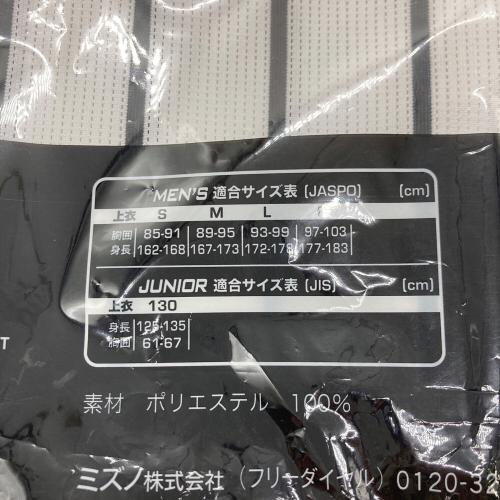 MEN'S 適合サイズ表 [JASPO] [cm]
上衣 S M L
胸囲 85-91 89-95 93-99 97-103
身長 162-168 167-173 172-178 177-183
JUNIOR 適合サイズ表 [JIS] [cm]
上衣 130
身長 125-135
胸囲 61-67
T
素材 ポリエステル 100%
ミズノ株式会社 (フリーダイヤル) 0120-32